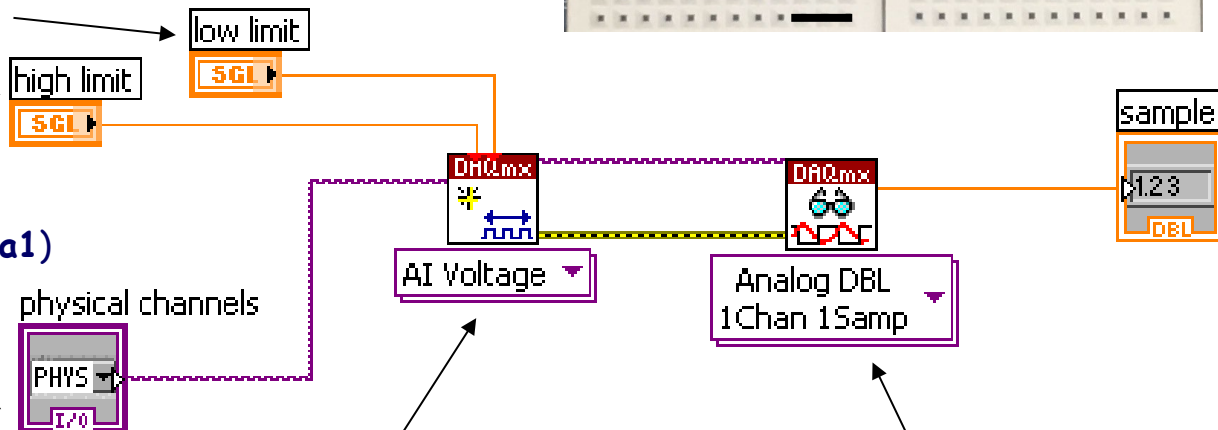 low limit
SGL
high limit
SGL
sample
1.23
DBL
DAQmx
DAQmx
a1)
AI Voltage
Analog DBL
1Chan 1Samp
physical channels
PHYS
I/O